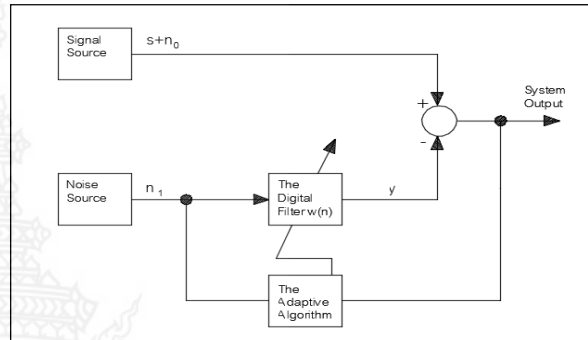 Signal
Source
s+n0
System
Output
+
-
Noise
Source
n1
The
Digital
Filter w(n)
y
The
Adaptive
Algorithm